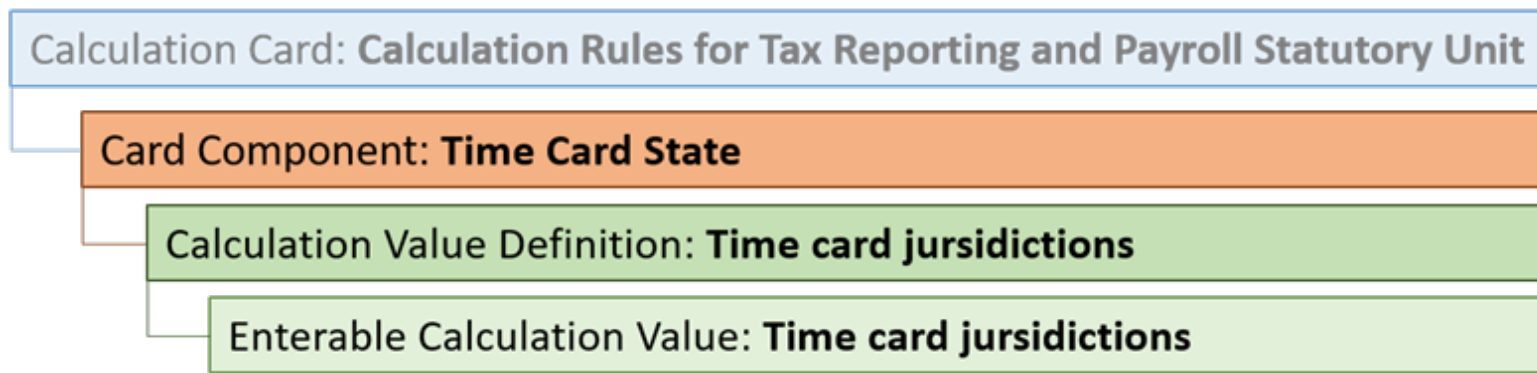 Calculation Card: Calculation Rules for Tax Reporting and Payroll Statutory Unit
Card Component: Time Card State
Calculation Value Definition: Time card jursidictions
Enterable Calculation Value: Time card jursidictions